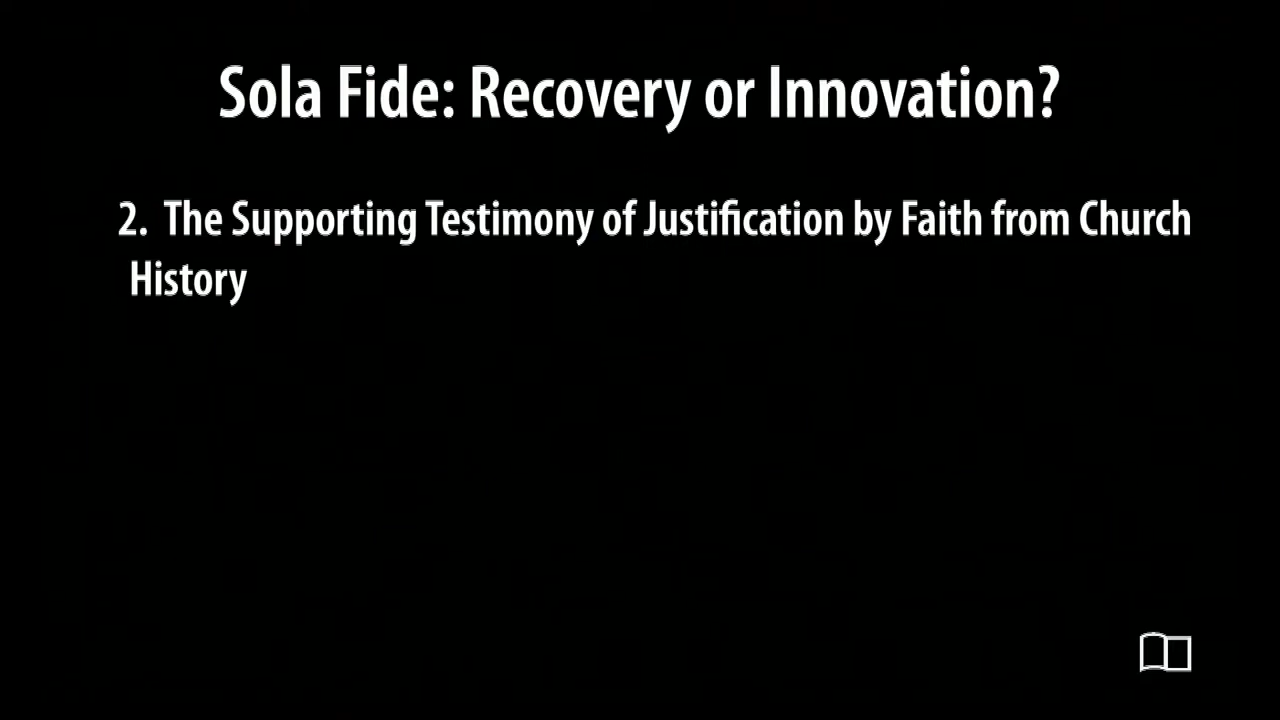 Sola Fide: Recovery or Innovation?
2. The Supporting Testimony of Justification by Faith from Church
History